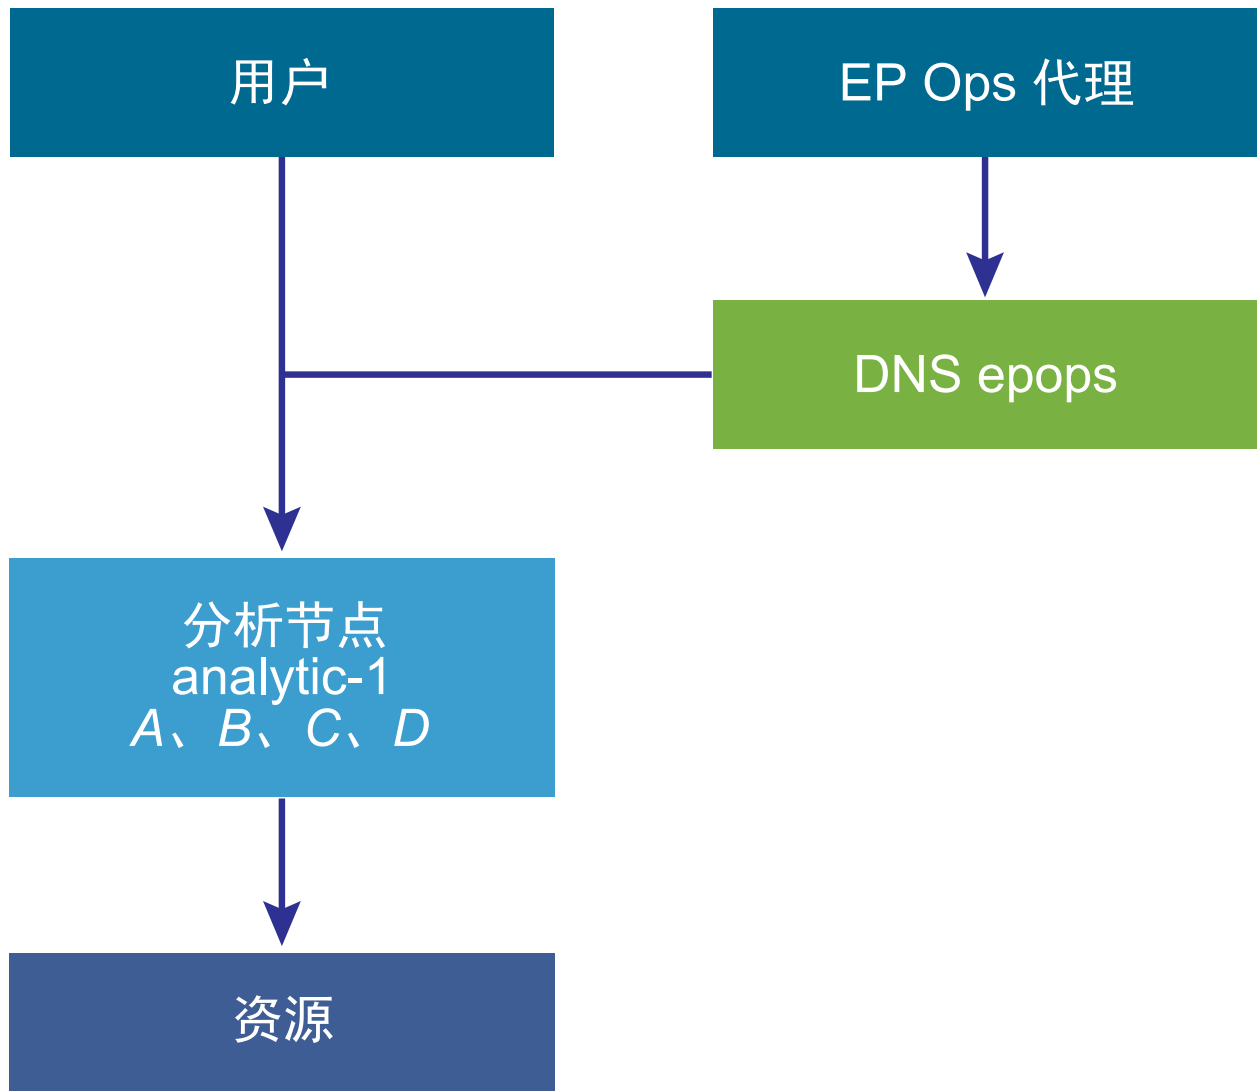 用户
EP Ops 代理
DNS epops
分析节点
analytic-1
A、B、C、D
资源